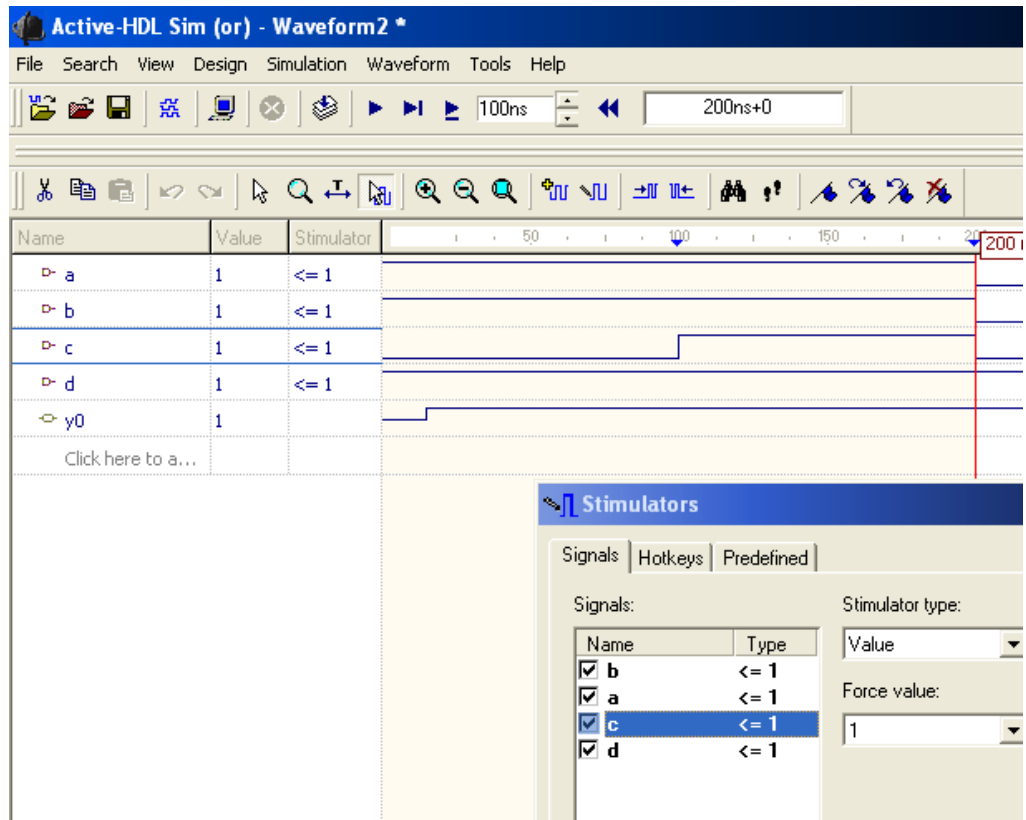 Active-HDL Sim (or) - Waveform2 *
File Search View Design Simulation Waveform Tools Help
100ns 200ns+0
Name Value Stimulator 50 100 150 200
a 1 <= 1
b 1 <= 1
c 1 <= 1
d 1 <= 1
y0 1
Click here to a...
Stimulators
Signals Hotkeys Predefined
Signals: Stimulator type:
Name Type Value
b <= 1
a <= 1 Force value:
c <= 1 1
d <= 1